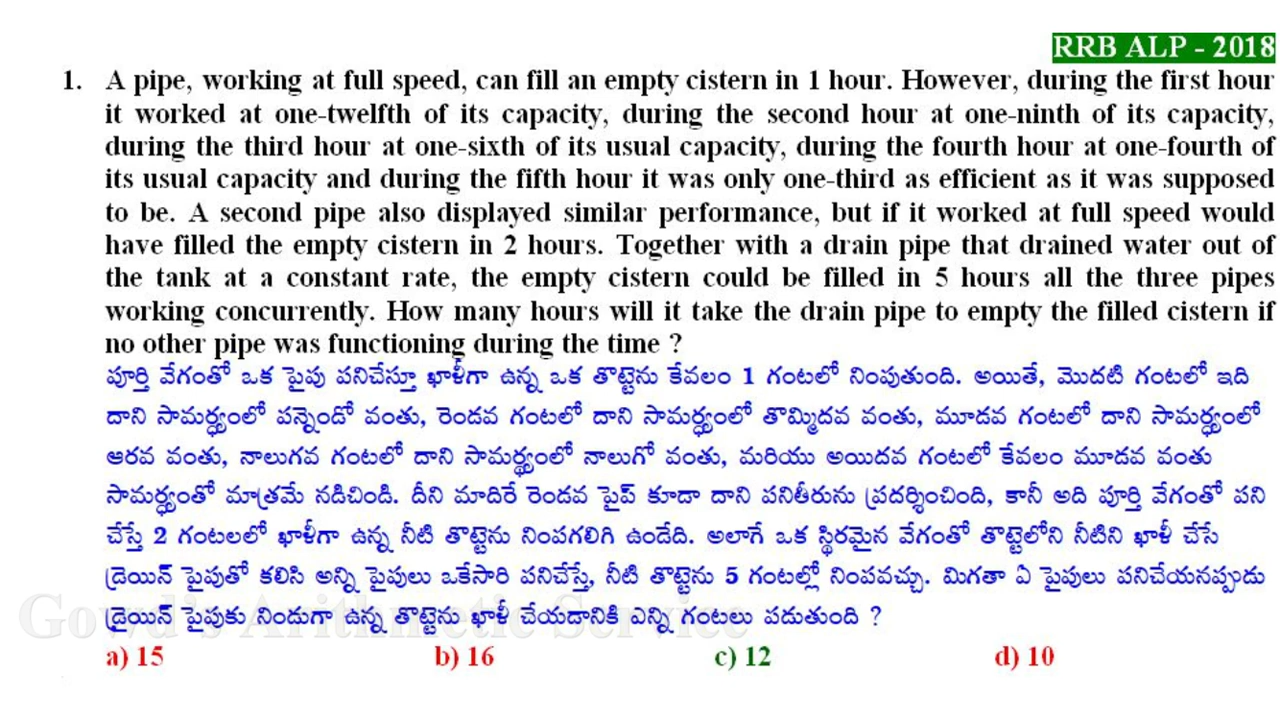 RRB ALP - 2018
1. A pipe, working at full speed, can fill an empty cistern in 1 hour. However, during the first hour
it worked at one-twelfth of its capacity, during the second hour at one-ninth of its capacity,
during the third hour at one-sixth of its usual capacity, during the fourth hour at one-fourth of
its usual capacity and during the fifth hour it was only one-third as efficient as it was supposed
to be. A second pipe also displayed similar performance, but if it worked at full speed would
have filled the empty cistern in 2 hours. Together with a drain pipe that drained water out of
the tank at a constant rate, the empty cistern could be filled in 5 hours all the three pipes
working concurrently. How many hours will it take the drain pipe to empty the filled cistern if
no other pipe was functioning during the time ?
పూర్తి వేగంతో ఒక పైపు పనిచేస్తూ ఖాళీగా ఉన్న ఒక తొట్టెను కేవలం 1 గంటలో నింపుతుంది. అయితే, మొదటి గంటలో ఇది
దాని సామర్థ్యంలో పన్నెండో వంతు, రెండవ గంటలో దాని సామర్థ్యంలో తొమ్మిదవ వంతు, మూడవ గంటలో దాని సామర్థ్యంలో
ఆరవ వంతు, నాలుగవ గంటలో దాని సామర్థ్యంలో నాలుగో వంతు, మరియు అయిదవ గంటలో కేవలం మూడవ వంతు
సామర్థ్యంతో మాత్రమే నడిచిండి. దీని మాదిరే రెండవ పైప్ కూడా దాని పనితీరును ప్రదర్శించింది, కానీ అది పూర్తి వేగంతో పని
చేస్తే 2 గంటలలో ఖాళీగా ఉన్న నీటి తొట్టెను నింపగలిగి ఉండేది. అలాగే ఒక స్థిరమైన వేగంతో తొట్టెలోని నీటిని ఖాళీ చేసే
డ్రెయిన్ పైపుతో కలిసి అన్ని పైపులు ఒకేసారి పనిచేస్తే, నీటి తొట్టెను 5 గంటల్లో నింపవచ్చు. మిగతా ఏ పైపులు పనిచేయనప్పుడు
డ్రైయిన్ పైపుకు నిండుగా ఉన్న తొట్టెను ఖాళీ చేయడానికి ఎన్ని గంటలు పడుతుంది ?
Gowd's Arithmetic Service
a) 15 b) 16 c) 12 d) 10